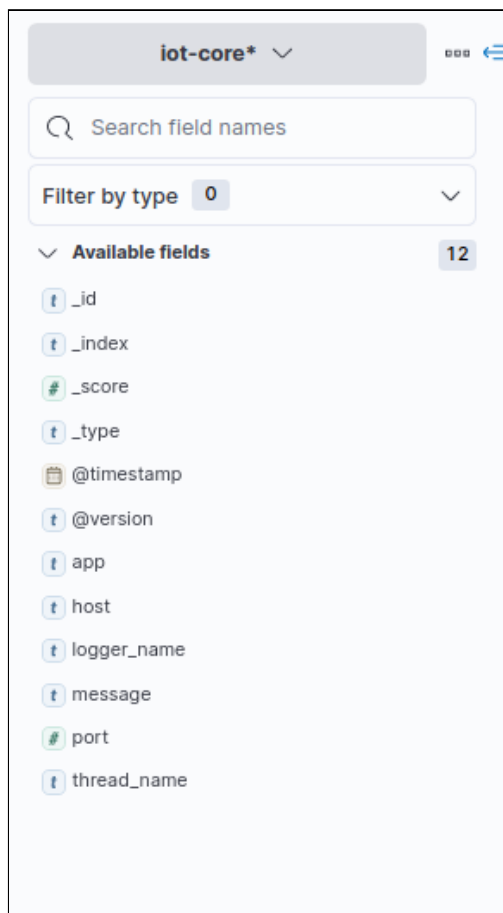 iot-core*
Search field names
Filter by type 0
Available fields 12
t _id
t _index
# _score
t _type
@timestamp
t @version
t app
t host
t logger_name
t message
# port
t thread_name